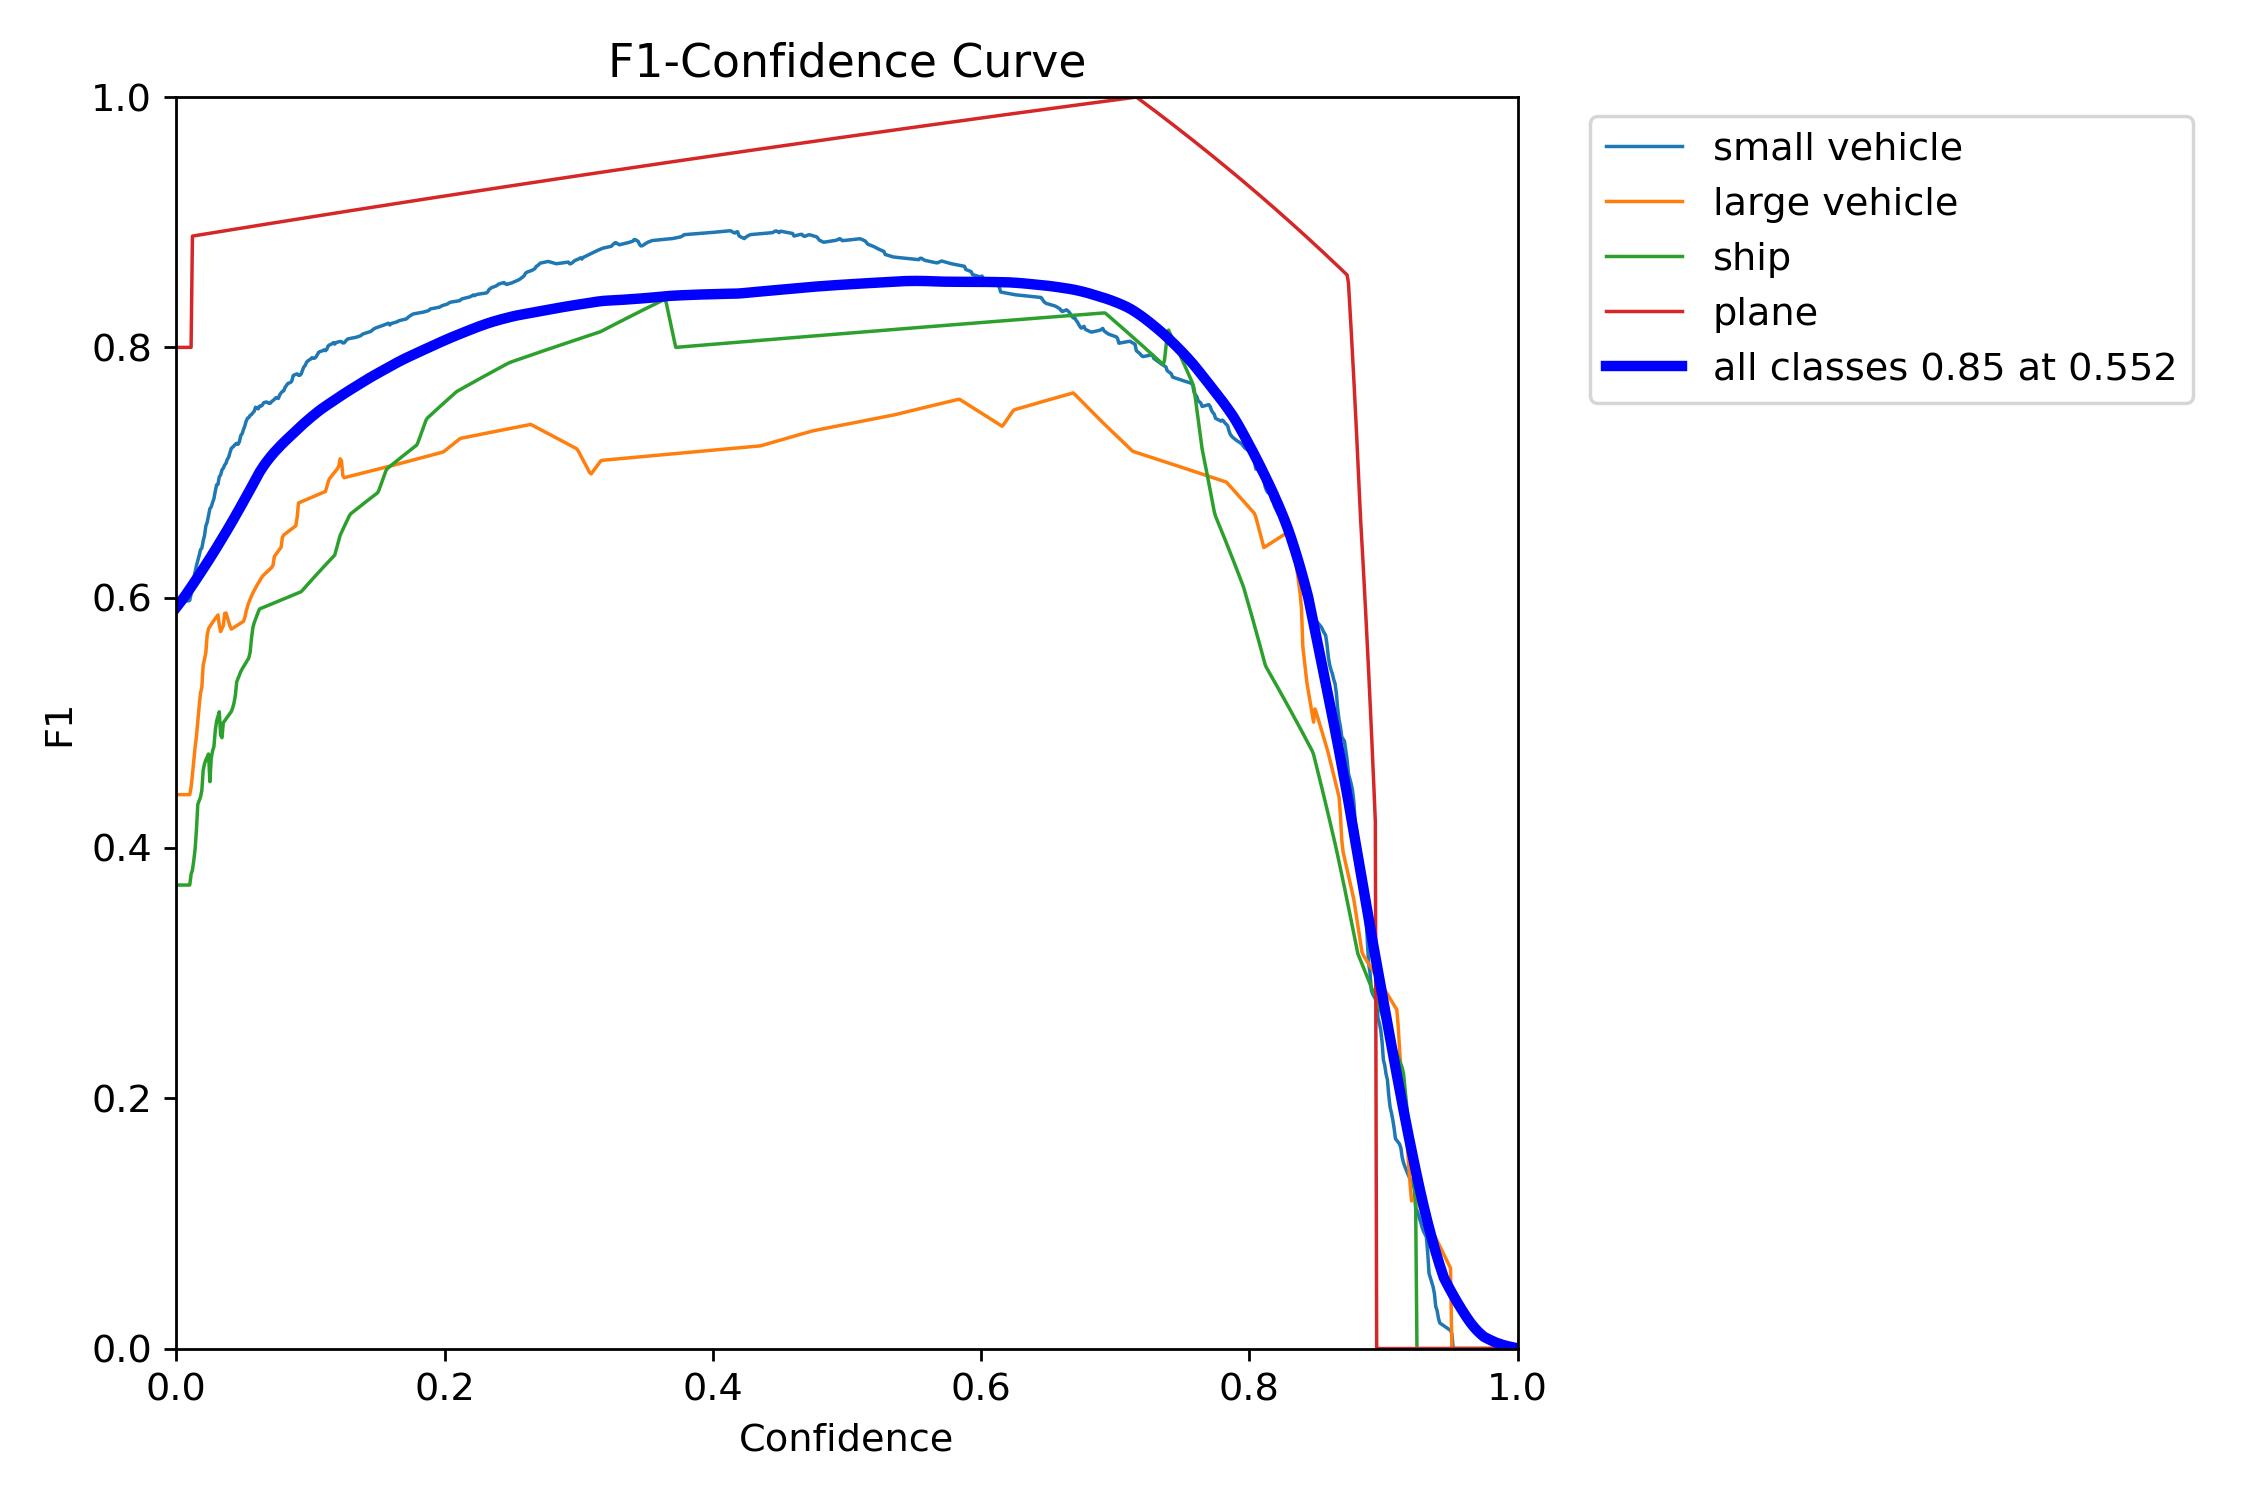 F1-Confidence Curve
1.0
0.8
0.6
0.4
0.2
0.0
F1
0.0 0.2 0.4 0.6 0.8 1.0
Confidence
small vehicle
large vehicle
ship
plane
all classes 0.85 at 0.552